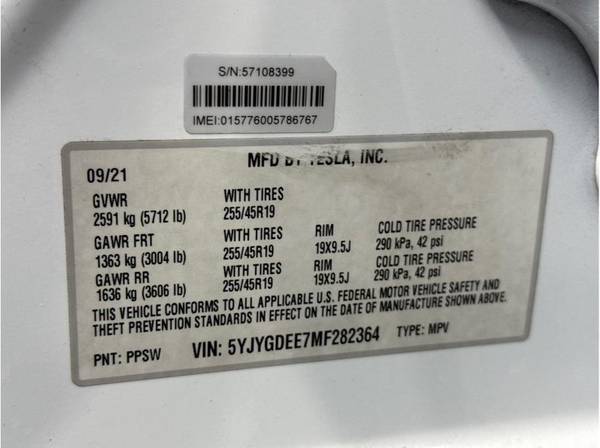 S/N:57108399
IMEI:015776005786767
MFD BY TESLA, INC.
09/21
GVWR WITH TIRES
2591 kg (5712 lb) 255/45R19
GAWR FRT WITH TIRES RIM COLD TIRE PRESSURE
1363 kg (3004 lb) 255/45R19 19X9.5J 290 kPa, 42 psi
GAWR RR WITH TIRES RIM COLD TIRE PRESSURE
1636 kg (3606 lb) 255/45R19 19X9.5J 290 kPa, 42 psi
THIS VEHICLE CONFORMS TO ALL APPLICABLE U.S. FEDERAL MOTOR VEHICLE SAFETY AND
THEFT PREVENTION STANDARDS IN EFFECT ON THE DATE OF MANUFACTURE SHOWN ABOVE.
PNT: PPSW VIN: 5YJYGDEE7MF282364 TYPE: MPV